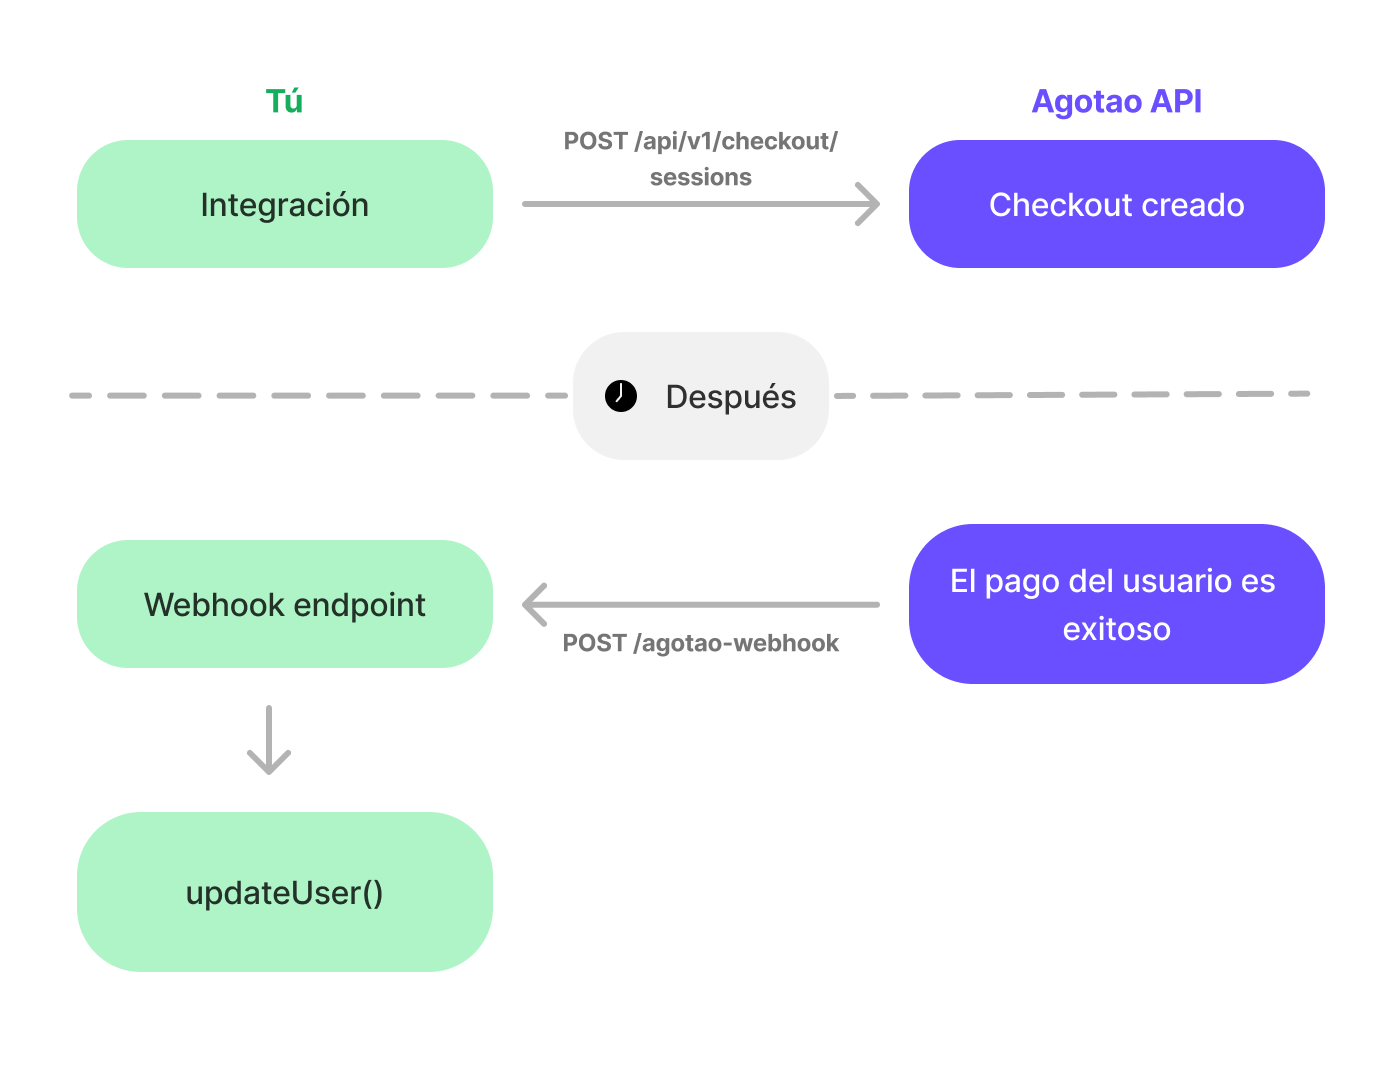 Tú
Agotao API
POST /api/v1/checkout/
sessions
Integración
Checkout creado
Después
Webhook endpoint
El pago del usuario es
exitoso
POST /agotao-webhook
updateUser()